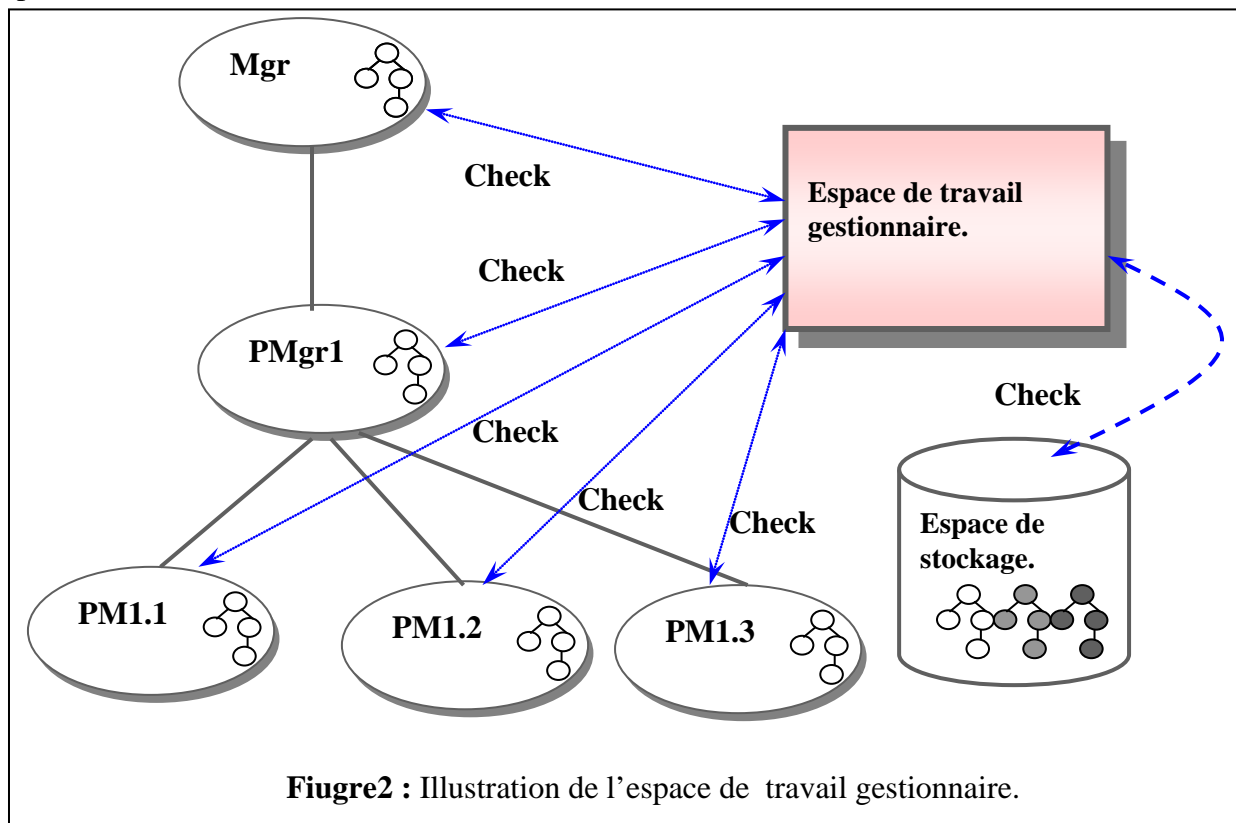 Mgr
Check
Espace de travail
gestionnaire.
Check
PMgr1
Check
Check
Check
Check
Espace de
stockage.
PM1.1
PM1.2
PM1.3
Fiugre2 : Illustration de l’espace de travail gestionnaire.